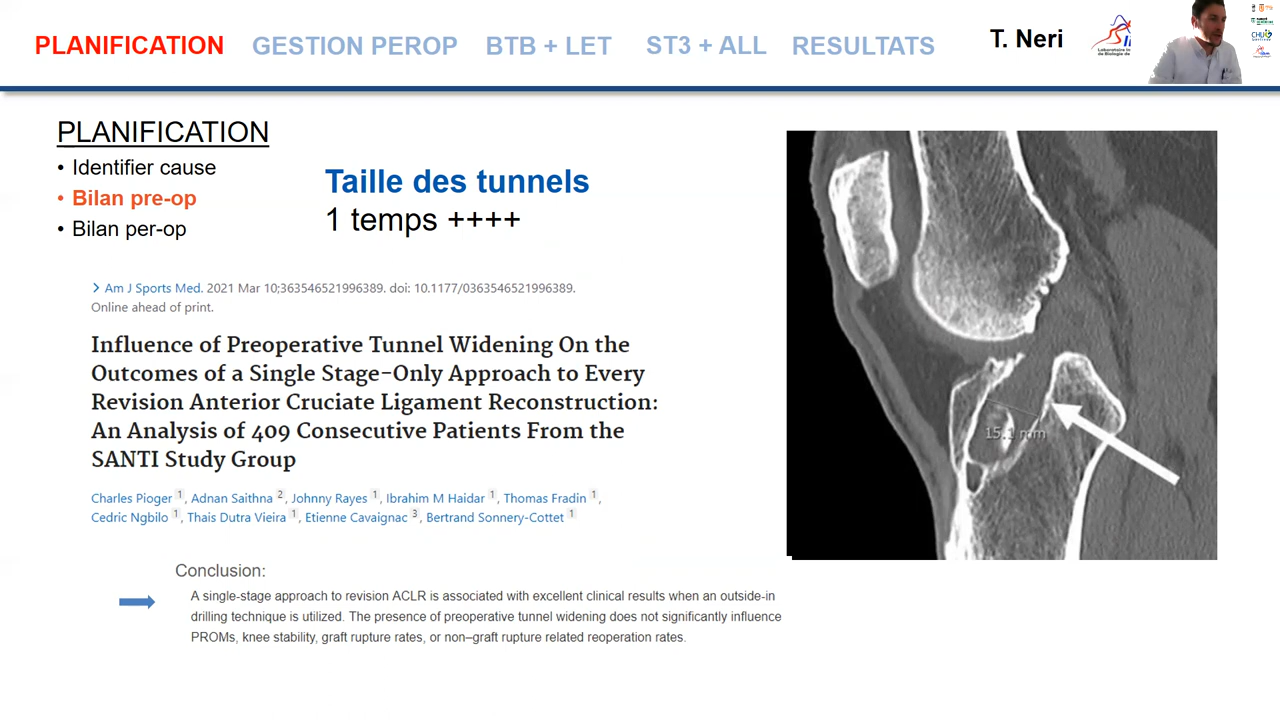 PLANIFICATION GESTION PEROP BTB + LET ST3 + ALL RESULTATS T. Neri
PLANIFICATION
• Identifier cause
• Bilan pre-op
• Bilan per-op
Taille des tunnels
1 temps ++++
> Am J Sports Med. 2021 Mar 10;363546521996389. doi: 10.1177/0363546521996389.
Online ahead of print.
Influence of Preoperative Tunnel Widening On the
Outcomes of a Single Stage-Only Approach to Every
Revision Anterior Cruciate Ligament Reconstruction:
An Analysis of 409 Consecutive Patients From the
SANTI Study Group
Charles Pioger 1, Adnan Saithna 2, Johnny Rayes 1, Ibrahim M Haidar 1, Thomas Fradin 1,
Cedric Ngbilo 1, Thais Dutra Vieira 1, Etienne Cavaignac 3, Bertrand Sonnery-Cottet 1
Conclusion:
A single-stage approach to revision ACLR is associated with excellent clinical results when an outside-in
drilling technique is utilized. The presence of preoperative tunnel widening does not significantly influence
PROMs, knee stability, graft rupture rates, or non–graft rupture related reoperation rates.
15.1 mm
CHU